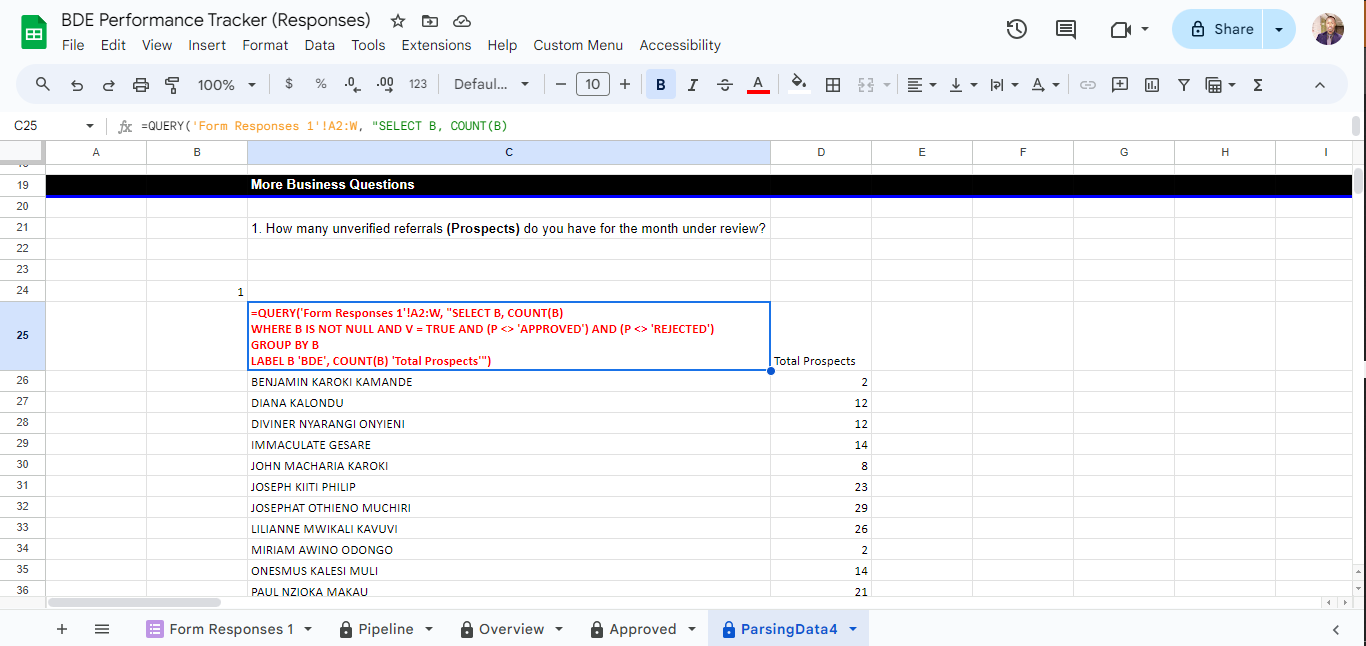 BDE Performance Tracker (Responses)
File Edit View Insert Format Data Tools Extensions Help Custom Menu Accessibility
Share
100% $ % .0 .00 123 Defaul... 10 B I A A Σ
C25 fx =QUERY('Form Responses 1'!A2:W, "SELECT B, COUNT(B)
A B C D E F G H I
19 More Business Questions
20
21 1. How many unverified referrals (Prospects) do you have for the month under review?
22
23
24 1
25 =QUERY('Form Responses 1'!A2:W, "SELECT B, COUNT(B)
WHERE B IS NOT NULL AND V = TRUE AND (P <> 'APPROVED') AND (P <> 'REJECTED')
GROUP BY B
LABEL B 'BDE', COUNT(B) 'Total Prospects'") Total Prospects
26 BENJAMIN KAROKI KAMANDE 2
27 DIANA KALONDU 12
28 DIVINER NYARANGI ONYIENI 12
29 IMMACULATE GESARE 14
30 JOHN MACHARIA KAROKI 8
31 JOSEPH KIITI PHILIP 23
32 JOSEPHAT OTHIENO MUCHIRI 29
33 LILIANNE MWIKALI KAVUVI 26
34 MIRIAM AWINO ODONGO 2
35 ONESMUS KALESI MULI 14
36 PAUL NZIOKA MAKAU 21
Form Responses 1 Pipeline Overview Approved ParsingData4